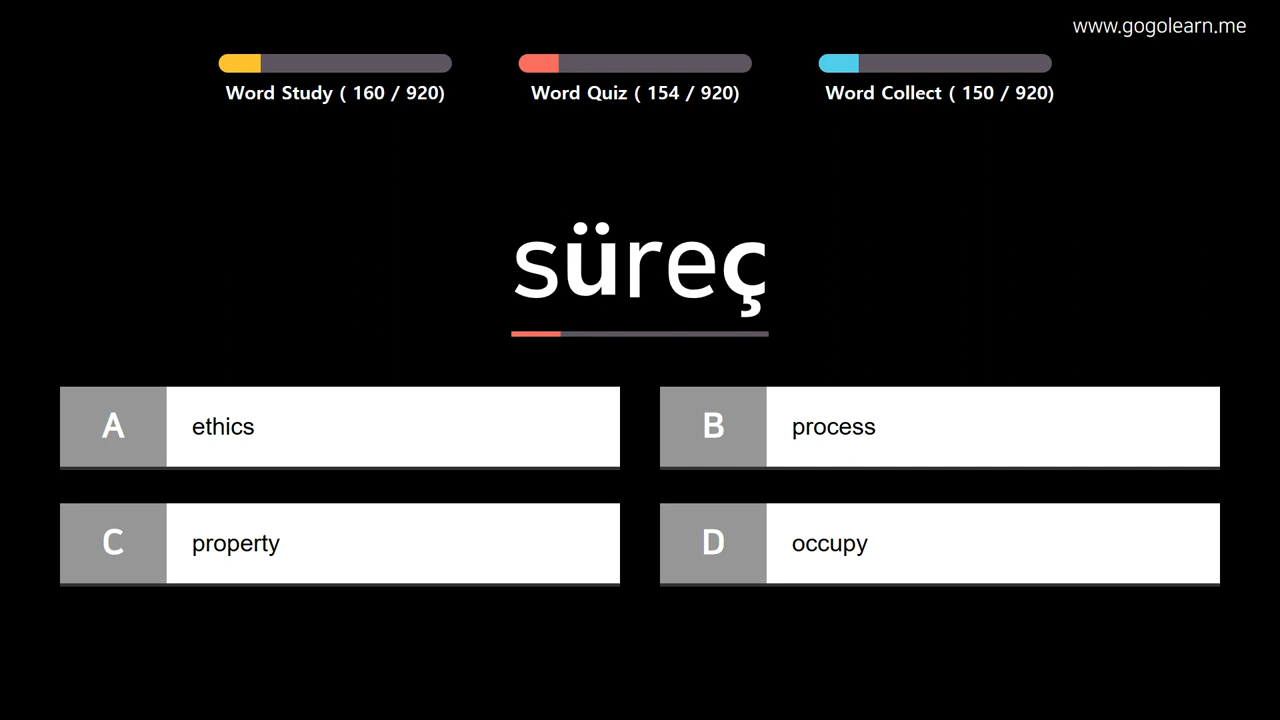 www.gogolearn.me
Word Study ( 160 / 920)
Word Quiz ( 154 / 920)
Word Collect ( 150 / 920)
süreç
A ethics
B process
C property
D occupy